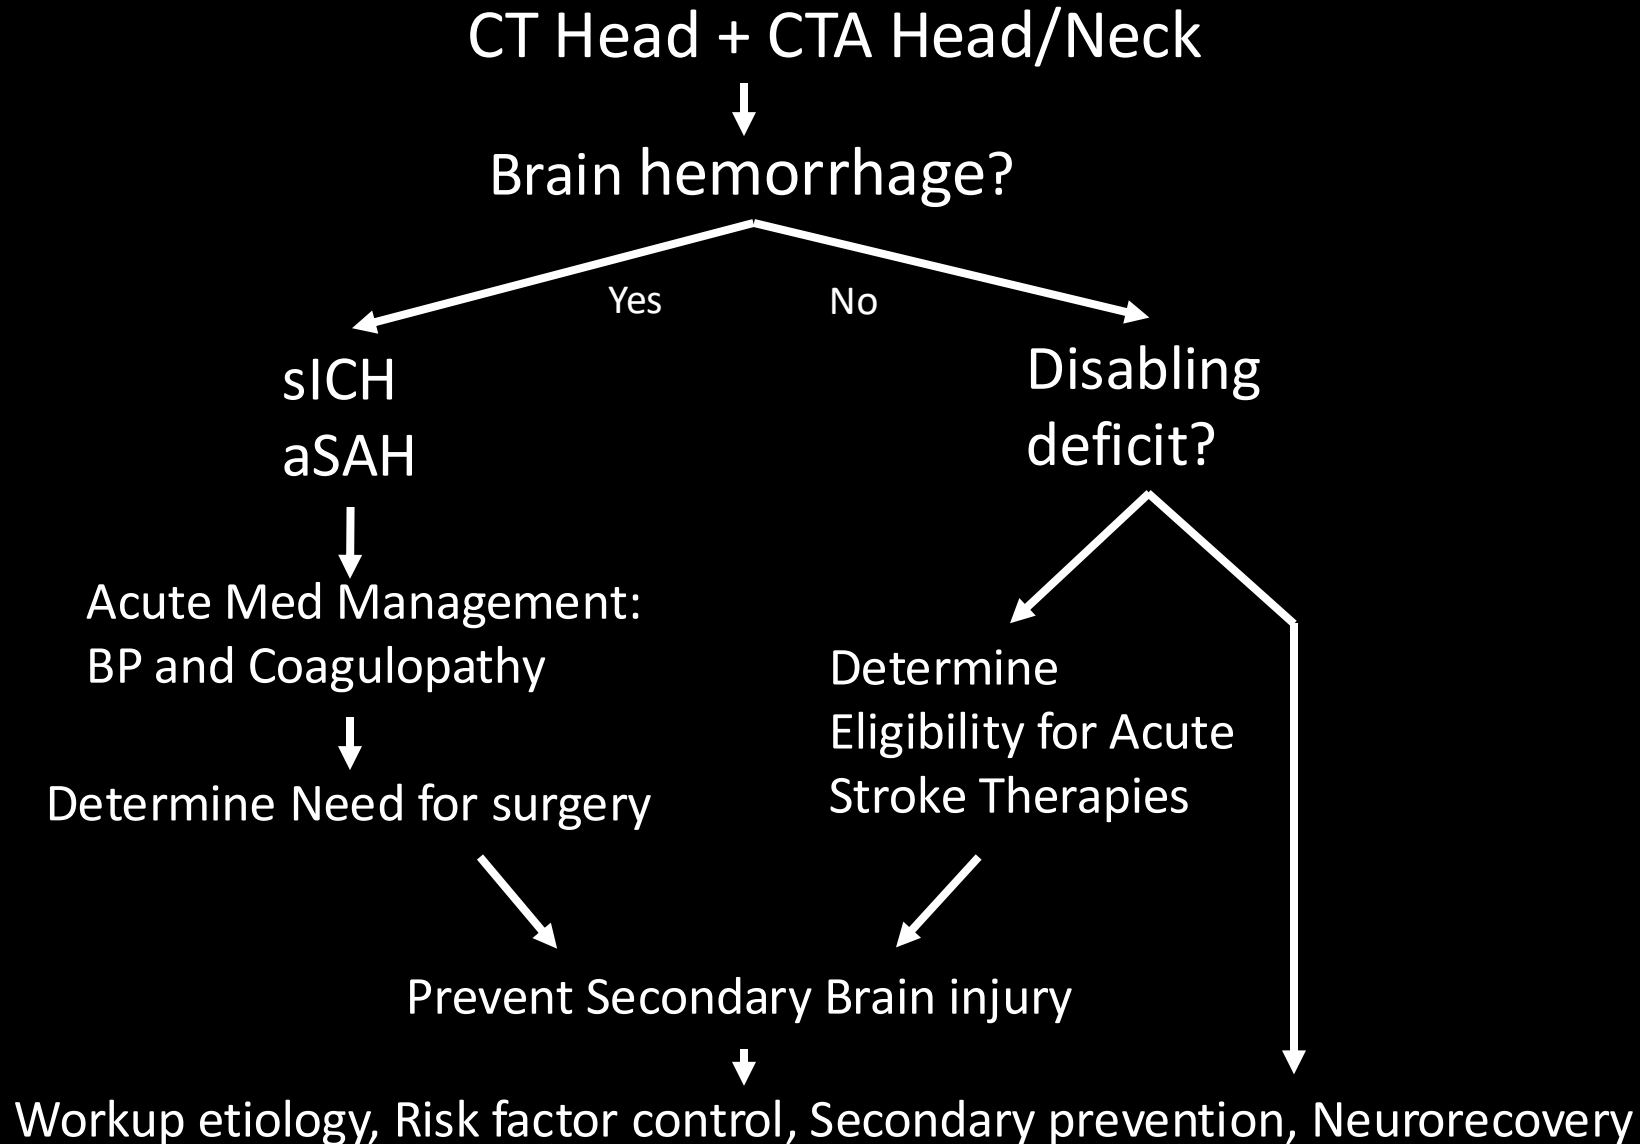 CT Head + CTA Head/Neck
Brain hemorrhage?
Yes
No
sICH
aSAH
Disabling
deficit?
Acute Med Management:
BP and Coagulopathy
Determine
Eligibility for Acute
Stroke Therapies
Determine Need for surgery
Prevent Secondary Brain injury
Workup etiology, Risk factor control, Secondary prevention, Neurorecovery